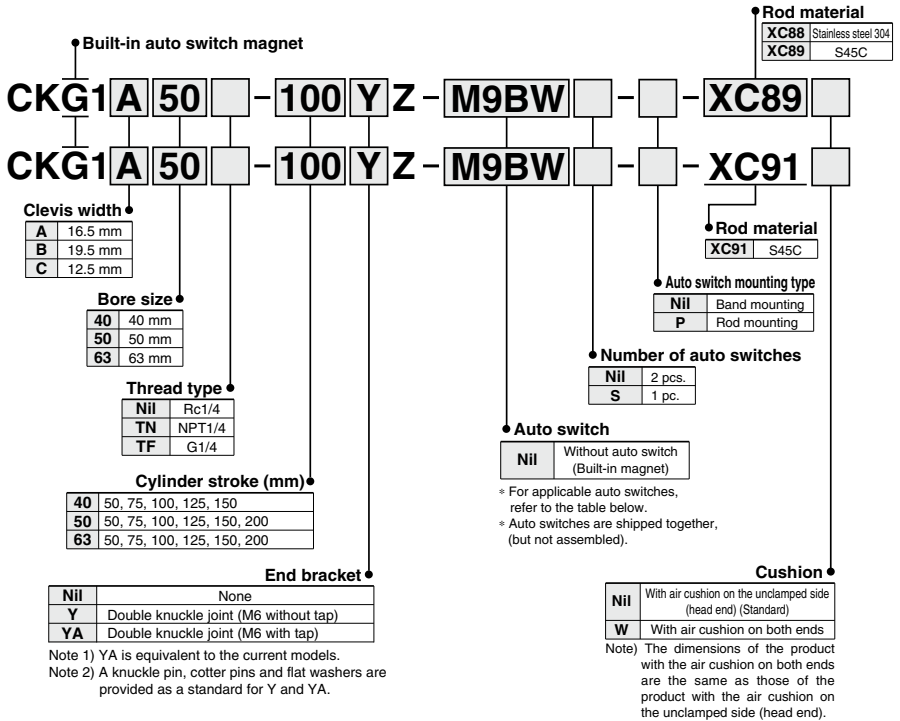 Rod material
XC88 Stainless steel 304
XC89 S45C
Built-in auto switch magnet
CKG1 A 50 – 100 Y Z – M9BW – – XC89
CKG1 A 50 – 100 Y Z – M9BW – – XC91
Clevis width
A 16.5 mm
B 19.5 mm
C 12.5 mm
Rod material
XC91 S45C
Bore size
40 40 mm
50 50 mm
63 63 mm
Auto switch mounting type
Nil Band mounting
P Rod mounting
Number of auto switches
Nil 2 pcs.
S 1 pc.
Thread type
Nil Rc1/4
TN NPT1/4
TF G1/4
Auto switch
Nil Without auto switch
(Built-in magnet)
* For applicable auto switches,
refer to the table below.
* Auto switches are shipped together,
(but not assembled).
Cylinder stroke (mm)
40 50, 75, 100, 125, 150
50 50, 75, 100, 125, 150, 200
63 50, 75, 100, 125, 150, 200
End bracket
Nil None
Y Double knuckle joint (M6 without tap)
YA Double knuckle joint (M6 with tap)
Note 1) YA is equivalent to the current models.
Note 2) A knuckle pin, cotter pins and flat washers are
provided as a standard for Y and YA.
Cushion
Nil With air cushion on the unclamped side
(head end) (Standard)
W With air cushion on both ends
Note) The dimensions of the product
with the air cushion on both ends
are the same as those of the
product with the air cushion on
the unclamped side (head end).